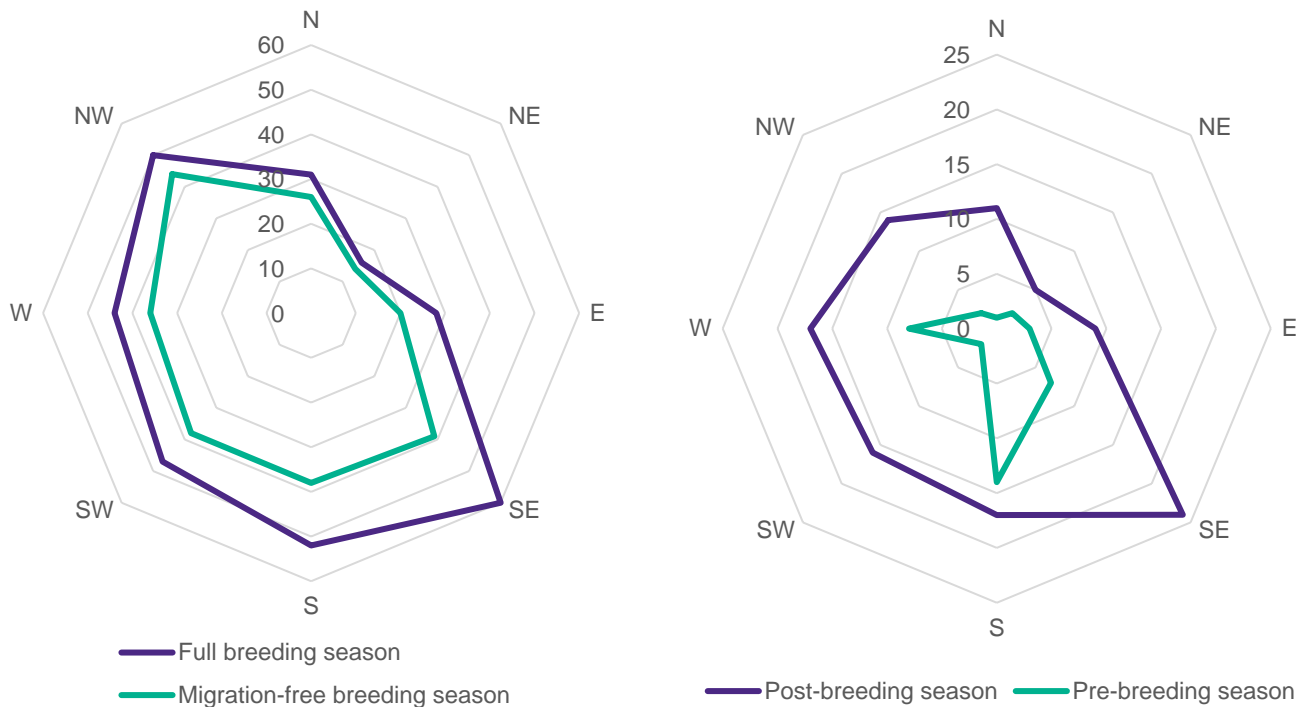 N
60
50
40
30
20
10
0
NE
E
SE
S
SW
W
NW
Full breeding season
Migration-free breeding season
N
25
20
15
10
5
0
NE
E
SE
S
SW
W
NW
Post-breeding season Pre-breeding season